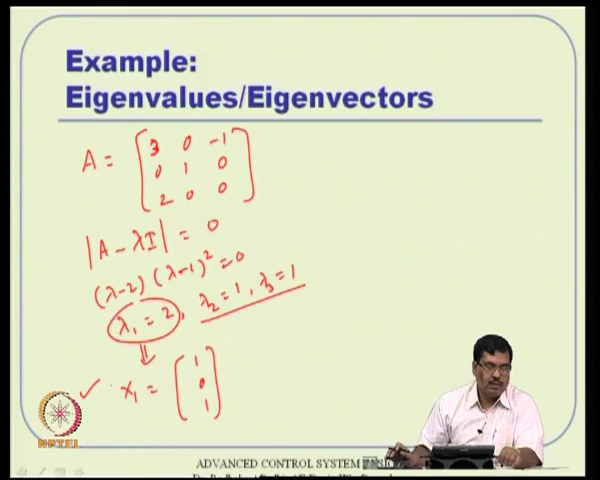 Example:
Eigenvalues/Eigenvectors
A = [3 0 -1
0 1 0
2 0 0]
|A - λI| = 0
(λ-2) (λ-1)² = 0
λ₁ = 2, λ₂ = 1, λ₃ = 1
⇓
✓ x₁ = [1
0
1]
NPTEL
ADVANCED CONTROL SYSTEM